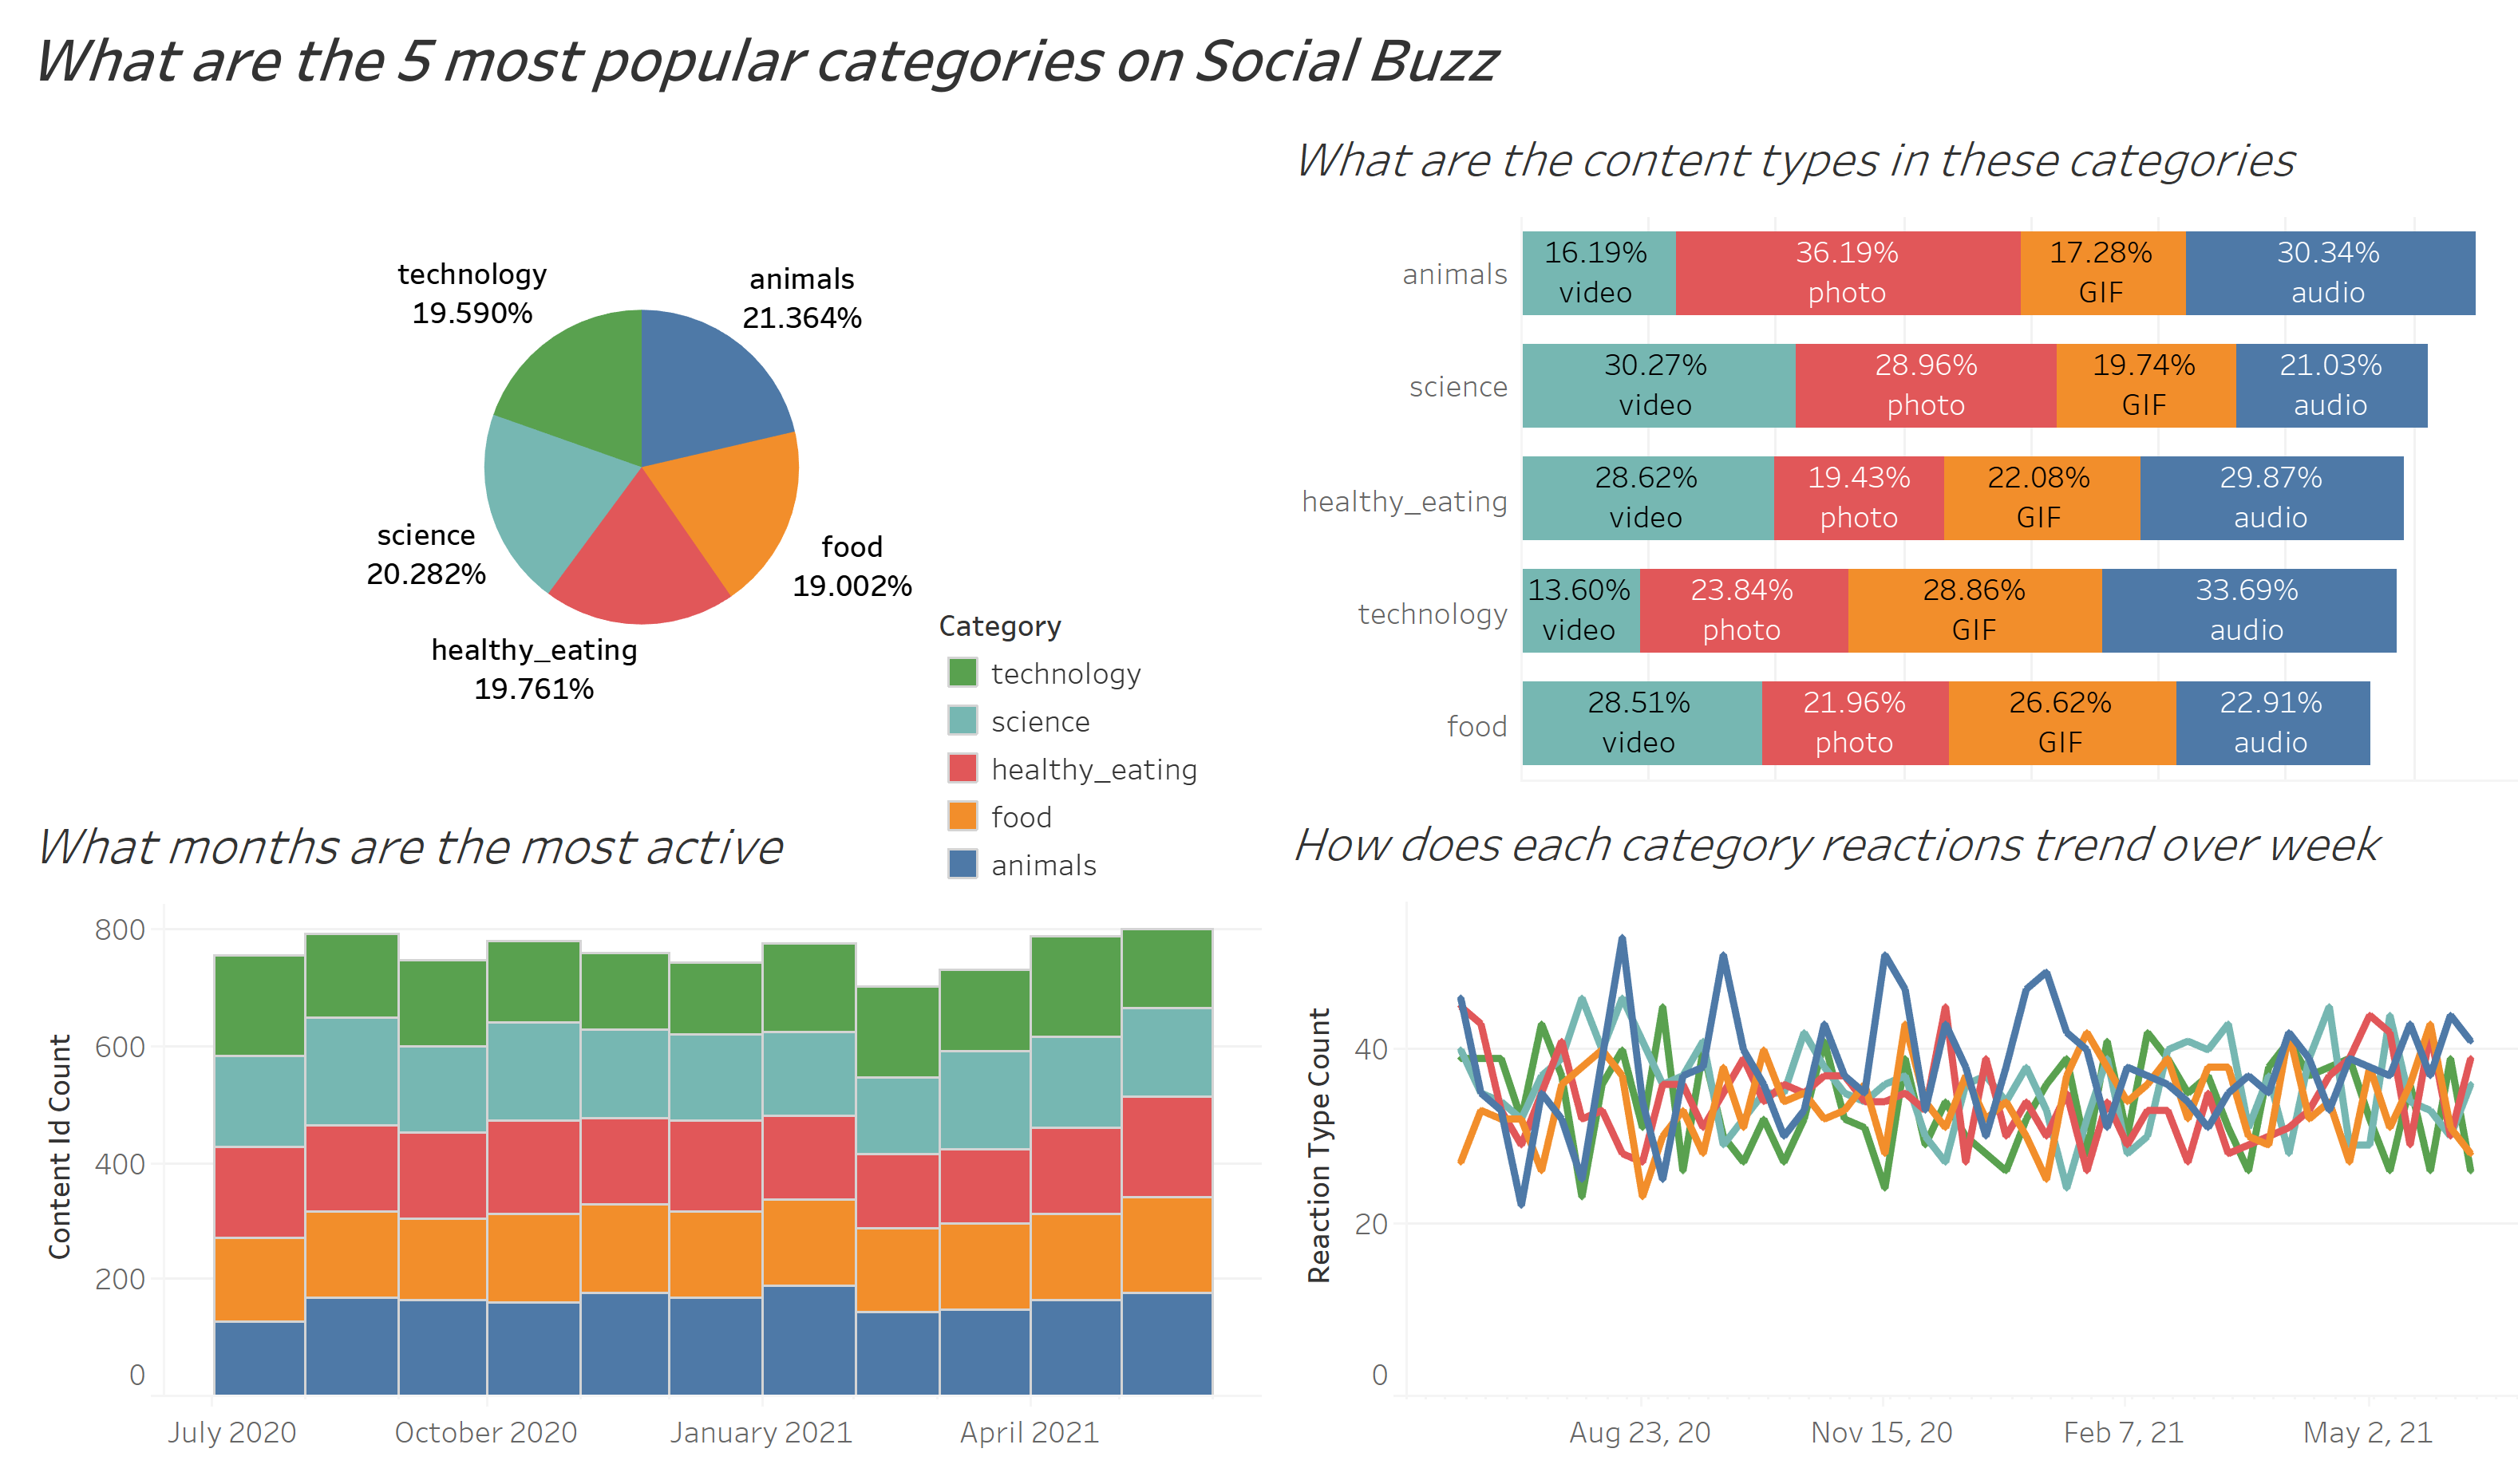 What are the 5 most popular categories on Social Buzz
technology
19.590%
animals
21.364%
science
20.282%
food
19.002%
healthy_eating
19.761%
Category
technology
science
healthy_eating
food
animals
What are the content types in these categories
animals
16.19%
video
36.19%
photo
17.28%
GIF
30.34%
audio
science
30.27%
video
28.96%
photo
19.74%
GIF
21.03%
audio
healthy_eating
28.62%
video
19.43%
photo
22.08%
GIF
29.87%
audio
technology
13.60%
video
23.84%
photo
28.86%
GIF
33.69%
audio
food
28.51%
video
21.96%
photo
26.62%
GIF
22.91%
audio
What months are the most active
Content Id Count
800
600
400
200
0
July 2020
October 2020
January 2021
April 2021
How does each category reactions trend over week
Reaction Type Count
40
20
0
Aug 23, 20
Nov 15, 20
Feb 7, 21
May 2, 21